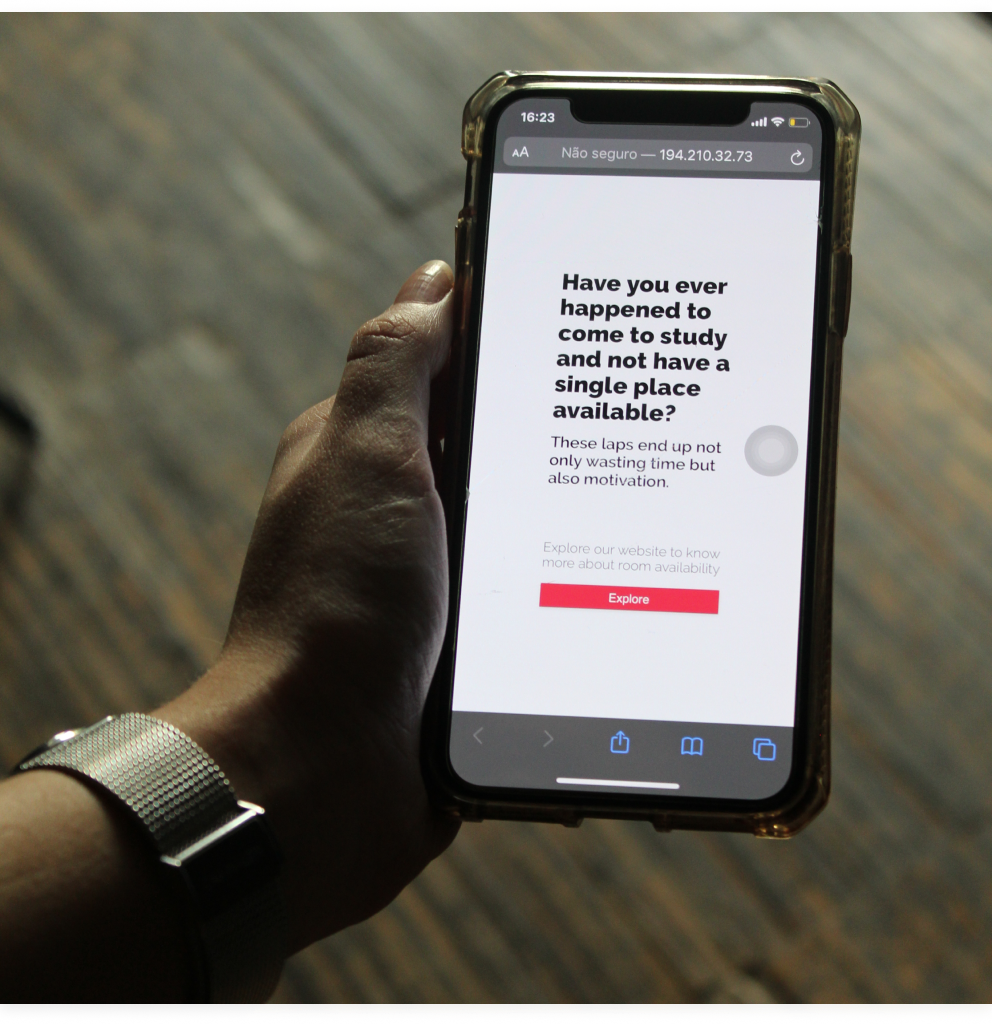 16:23
AA Não seguro — 194.210.32.73
Have you ever
happened to
come to study
and not have a
single place
available?
These laps end up not
only wasting time but
also motivation.
Explore our website to know
more about room availability
Explore